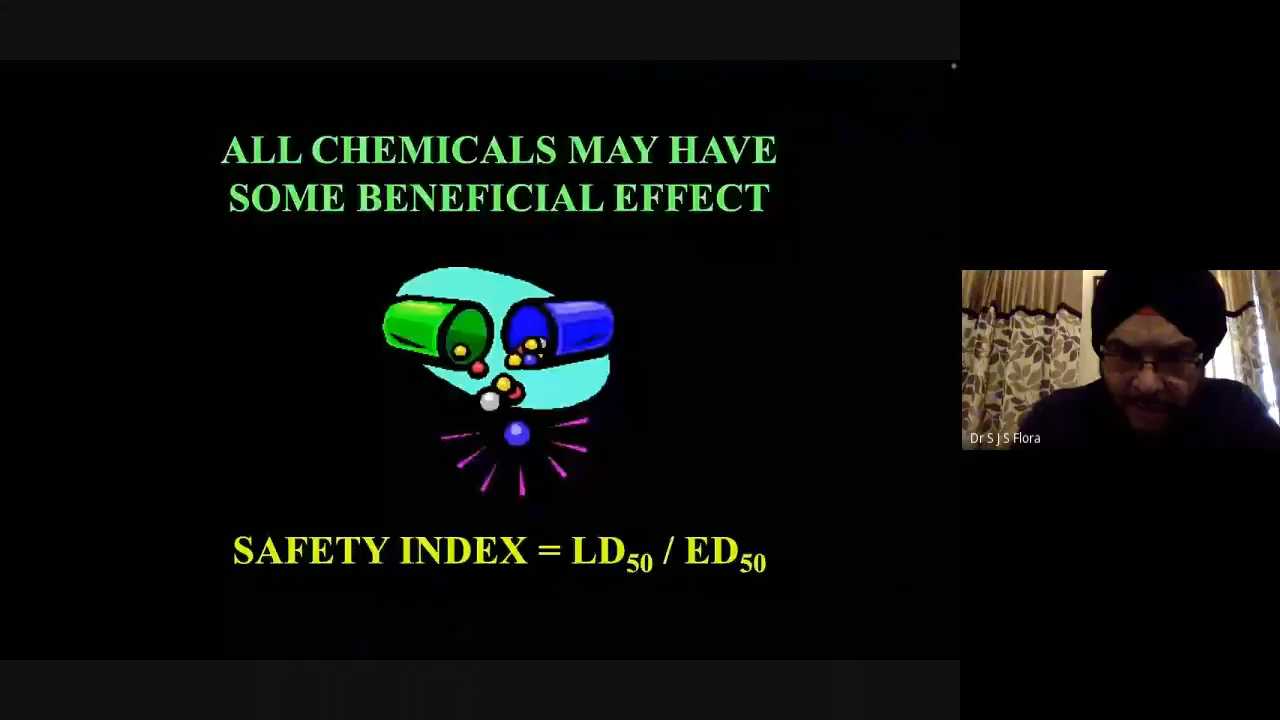 ALL CHEMICALS MAY HAVE
SOME BENEFICIAL EFFECT
SAFETY INDEX = LD₅₀ / ED₅₀
Dr S J S Flora